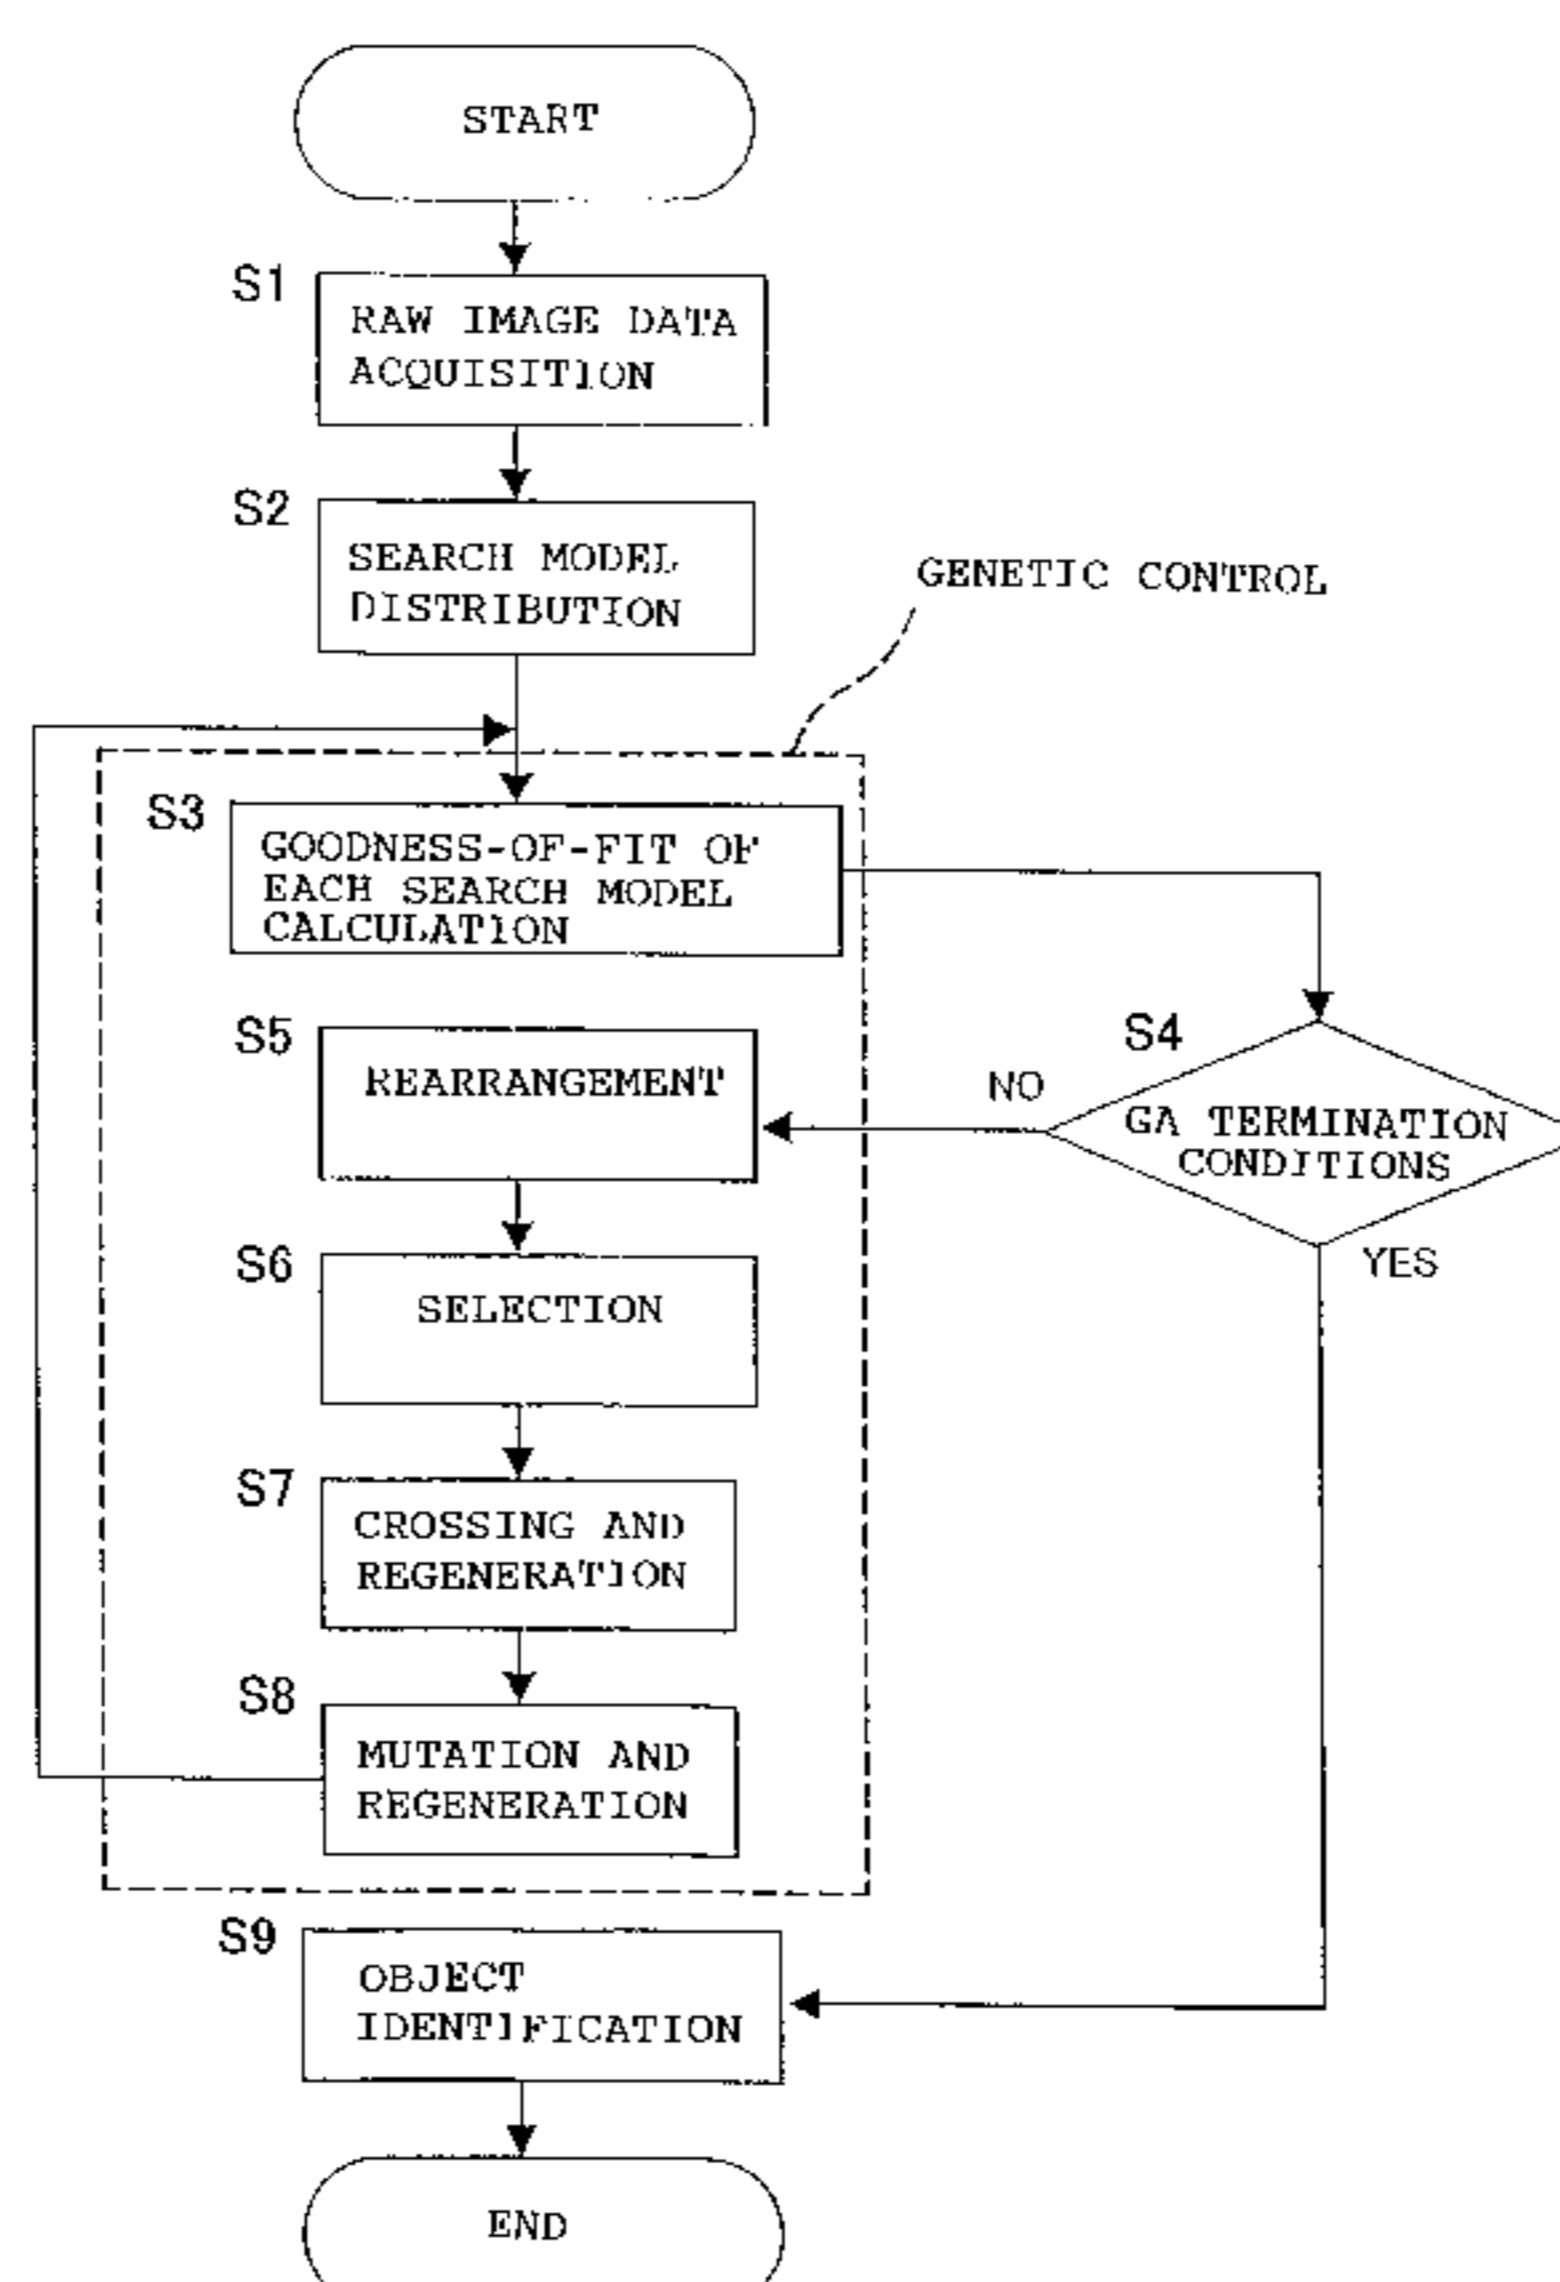 START
S1
RAW IMAGE DATA
ACQUISITION
S2
SEARCH MODEL
DISTRIBUTION
GENETIC CONTROL
S3
GOODNESS-OF-FIT OF
EACH SEARCH MODEL
CALCULATION
S4
GA TERMINATION
CONDITIONS
NO
YES
S5
REARRANGEMENT
S6
SELECTION
S7
CROSSING AND
REGENERATION
S8
MUTATION AND
REGENERATION
S9
OBJECT
IDENTIFICATION
END